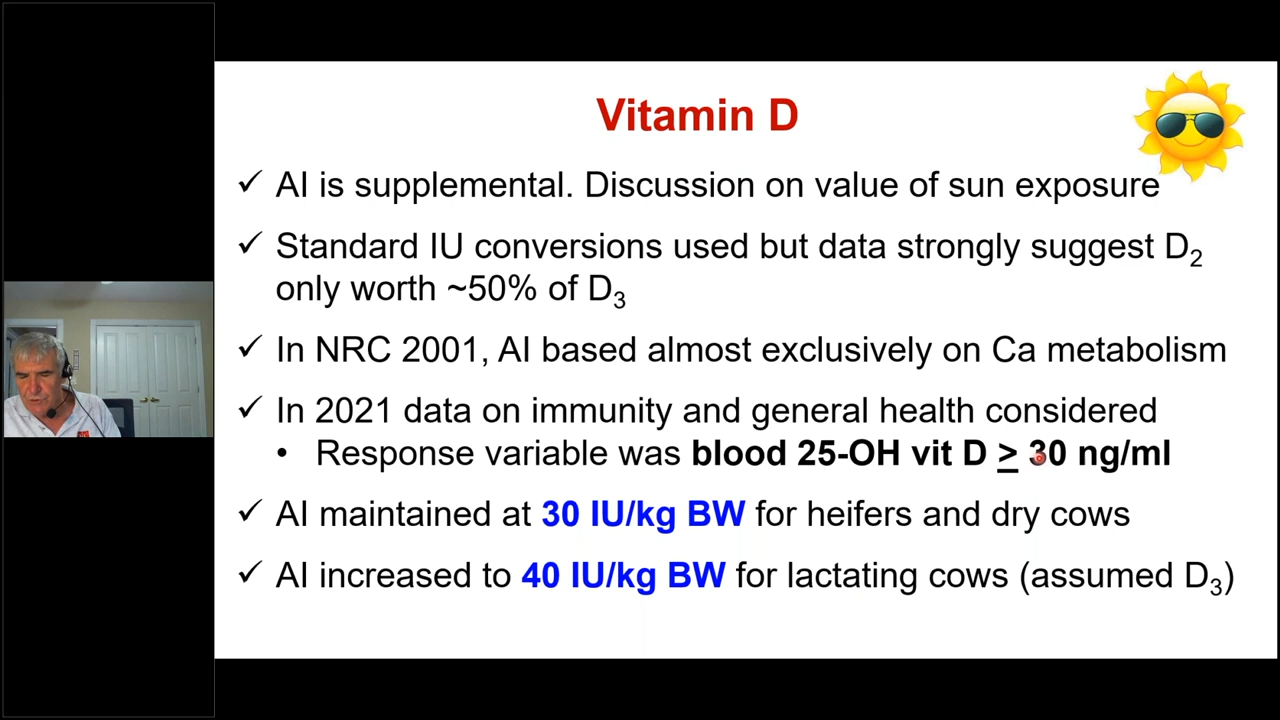 Vitamin D
✓ AI is supplemental. Discussion on value of sun exposure
✓ Standard IU conversions used but data strongly suggest D₂
only worth ~50% of D₃
✓ In NRC 2001, AI based almost exclusively on Ca metabolism
✓ In 2021 data on immunity and general health considered
• Response variable was blood 25-OH vit D ≥ 30 ng/ml
✓ AI maintained at 30 IU/kg BW for heifers and dry cows
✓ AI increased to 40 IU/kg BW for lactating cows (assumed D₃)